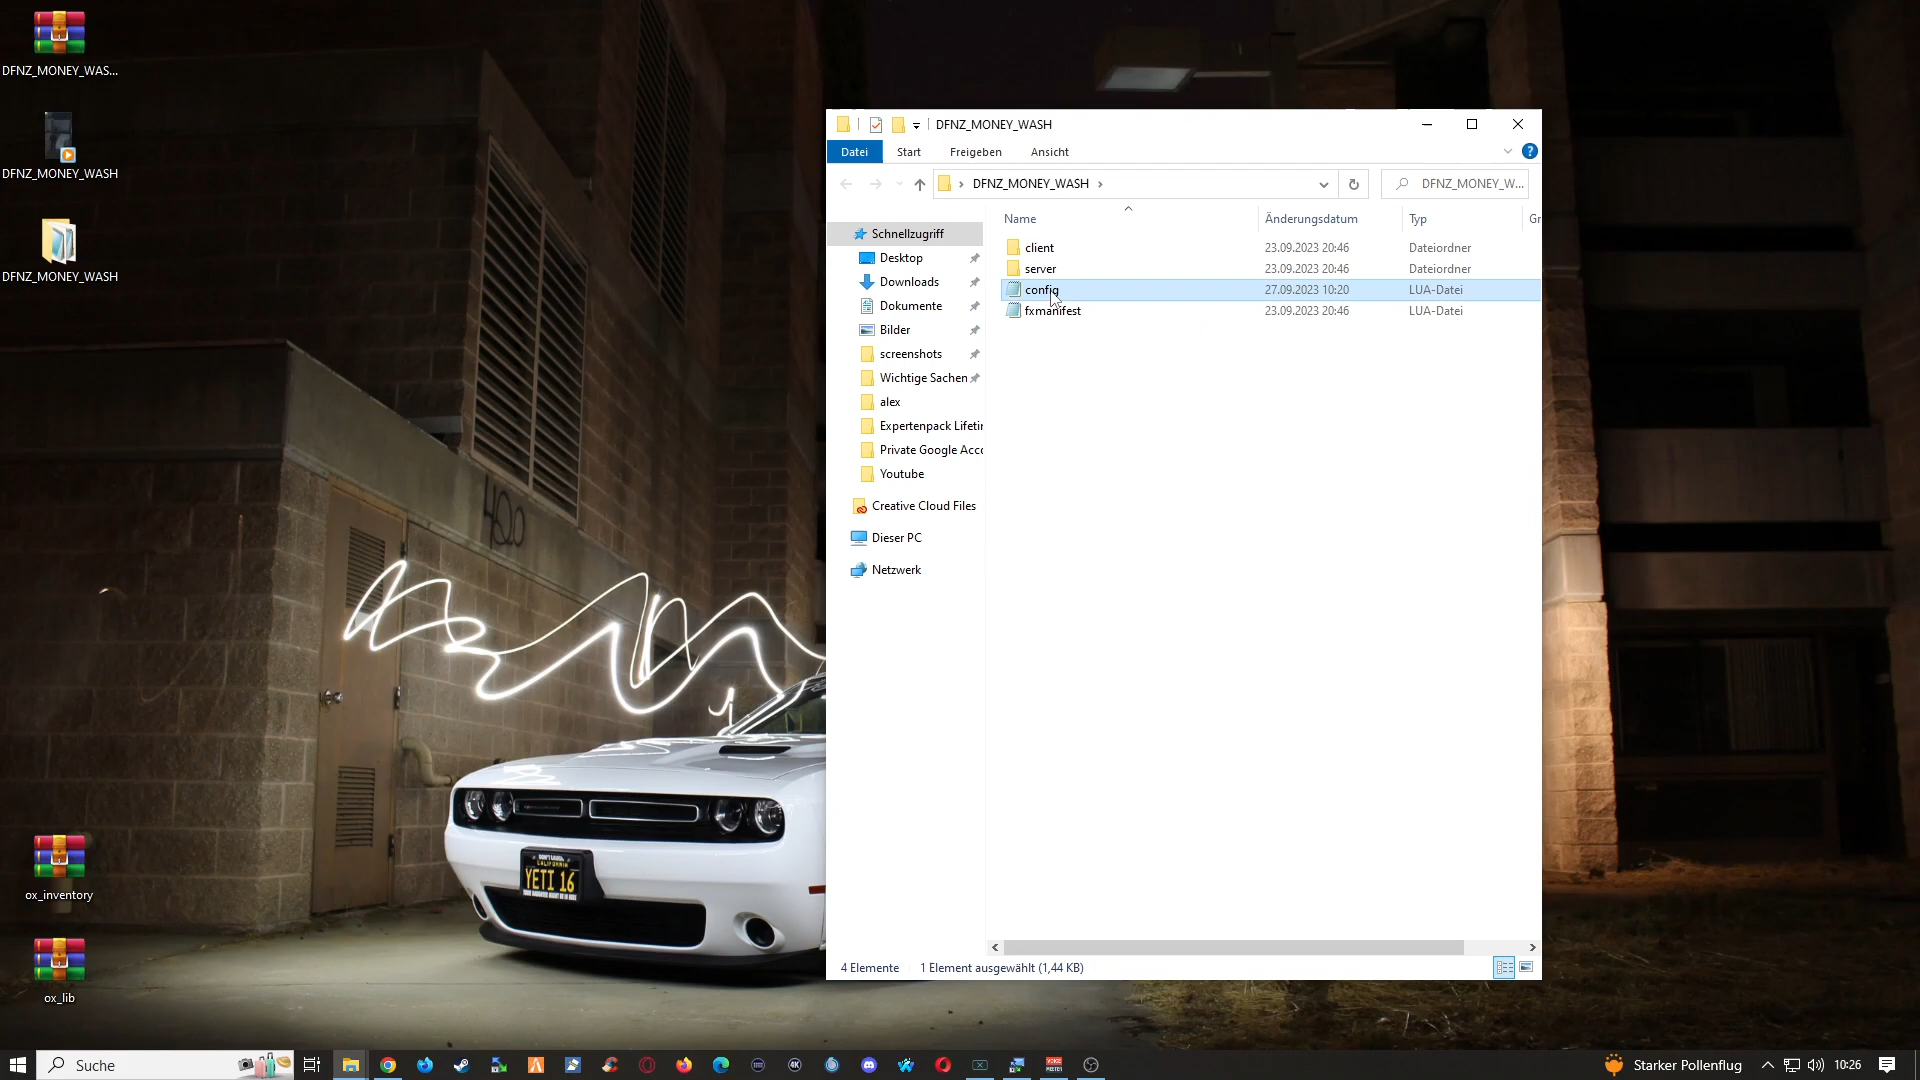 DFNZ_MONEY_WAS...
DFNZ_MONEY_WASH
DFNZ_MONEY_WASH
ox_inventory
ox_lib
400
CALIFORNIA
YETI 16
DFNZ_MONEY_WASH
Datei
Start
Freigeben
Ansicht
?
DFNZ_MONEY_WASH
DFNZ_MONEY_W...
Name
Änderungsdatum
Typ
Gr
Schnellzugriff
Desktop
Downloads
Dokumente
Bilder
screenshots
Wichtige Sachen
alex
Expertenpack Lifetir
Private Google Acco
Youtube
Creative Cloud Files
Dieser PC
Netzwerk
client 23.09.2023 20:46 Dateiordner
server 23.09.2023 20:46 Dateiordner
config 27.09.2023 10:20 LUA-Datei
fxmanifest 23.09.2023 20:46 LUA-Datei
4 Elemente
1 Element ausgewählt (1,44 KB)
Suche
4K
Starker Pollenflug
10:26